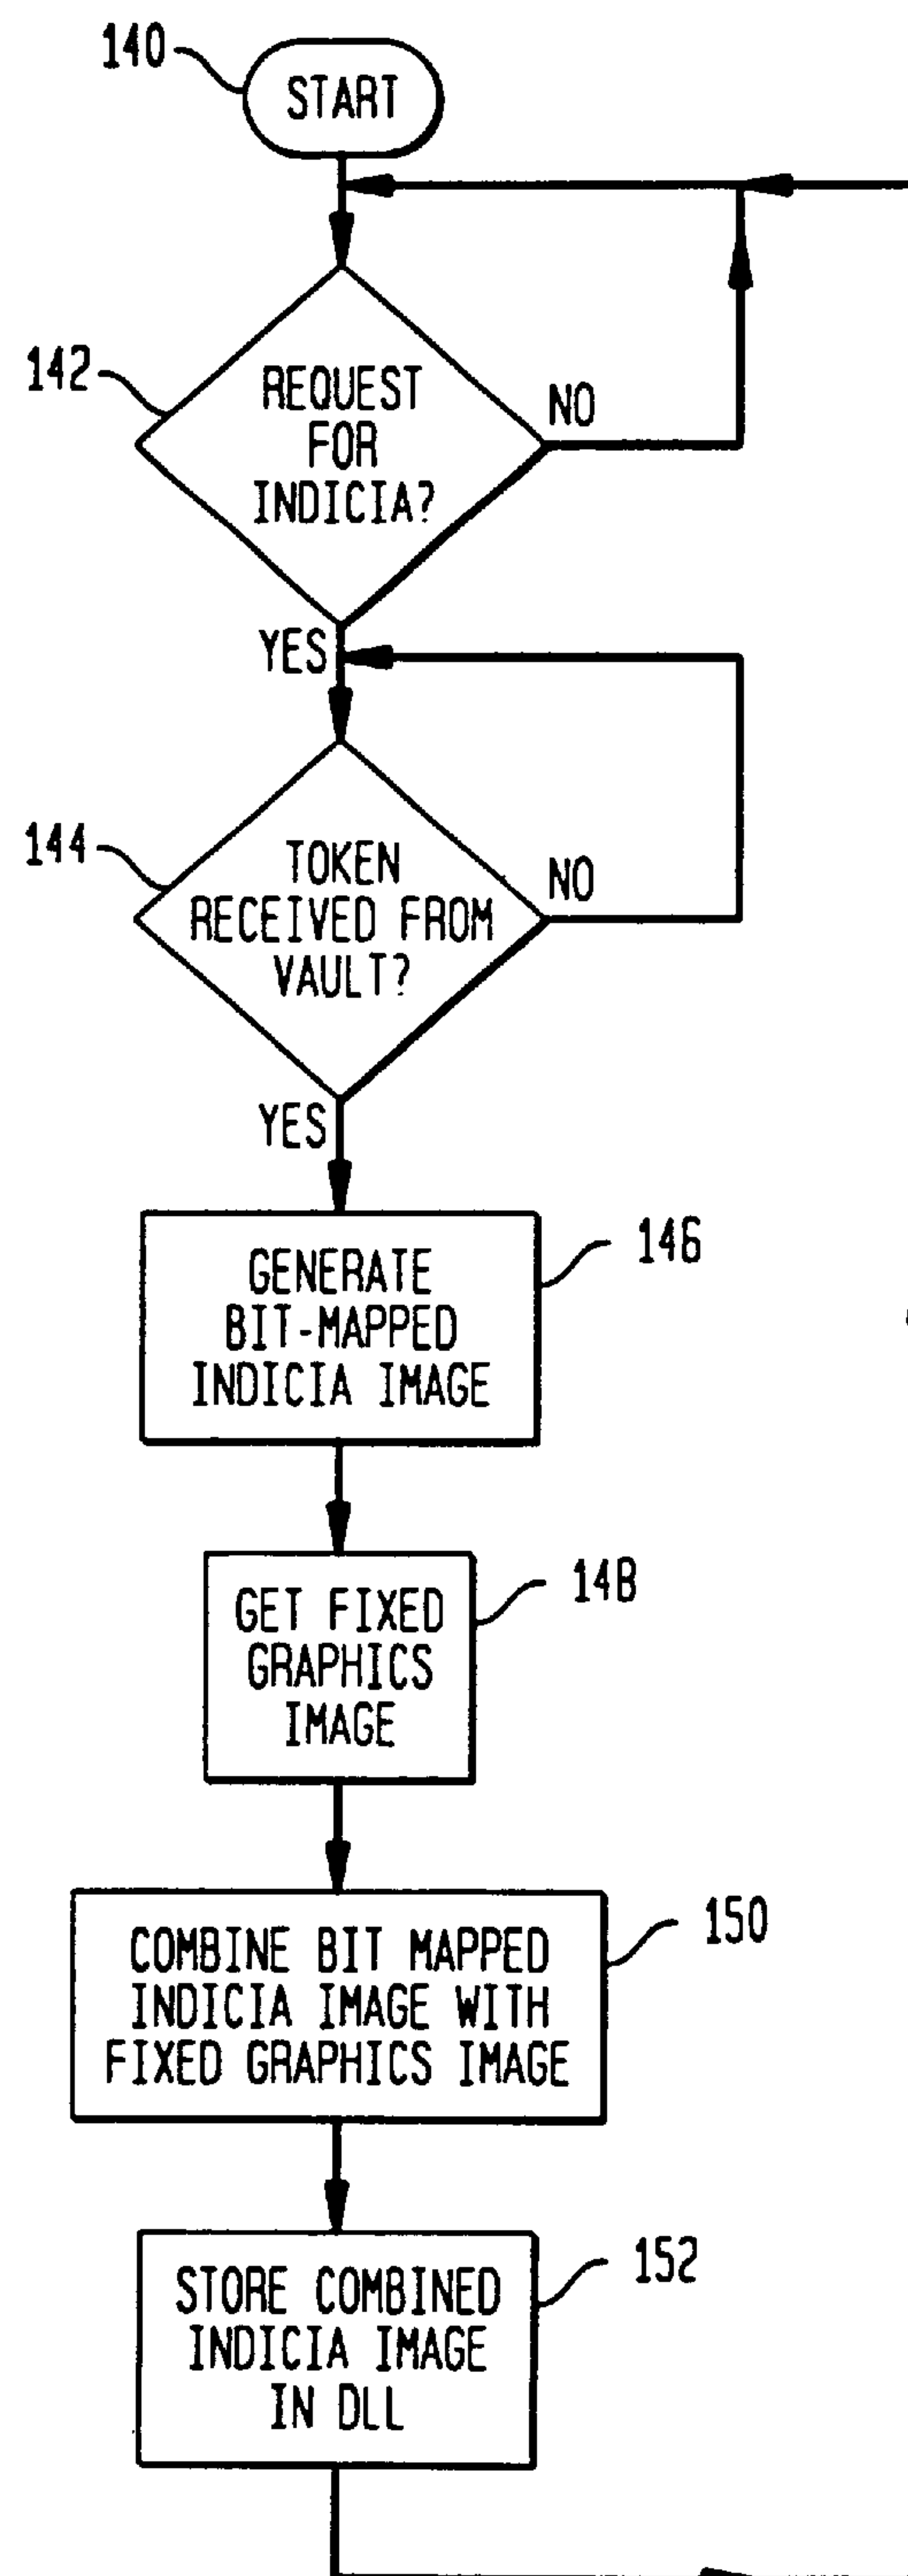 140
START
142
REQUEST
FOR
INDICIA?
NO
YES
144
TOKEN
RECEIVED FROM
VAULT?
NO
YES
GENERATE
BIT-MAPPED
INDICIA IMAGE
146
GET FIXED
GRAPHICS
IMAGE
148
COMBINE BIT MAPPED
INDICIA IMAGE WITH
FIXED GRAPHICS IMAGE
150
STORE COMBINED
INDICIA IMAGE
IN DLL
152